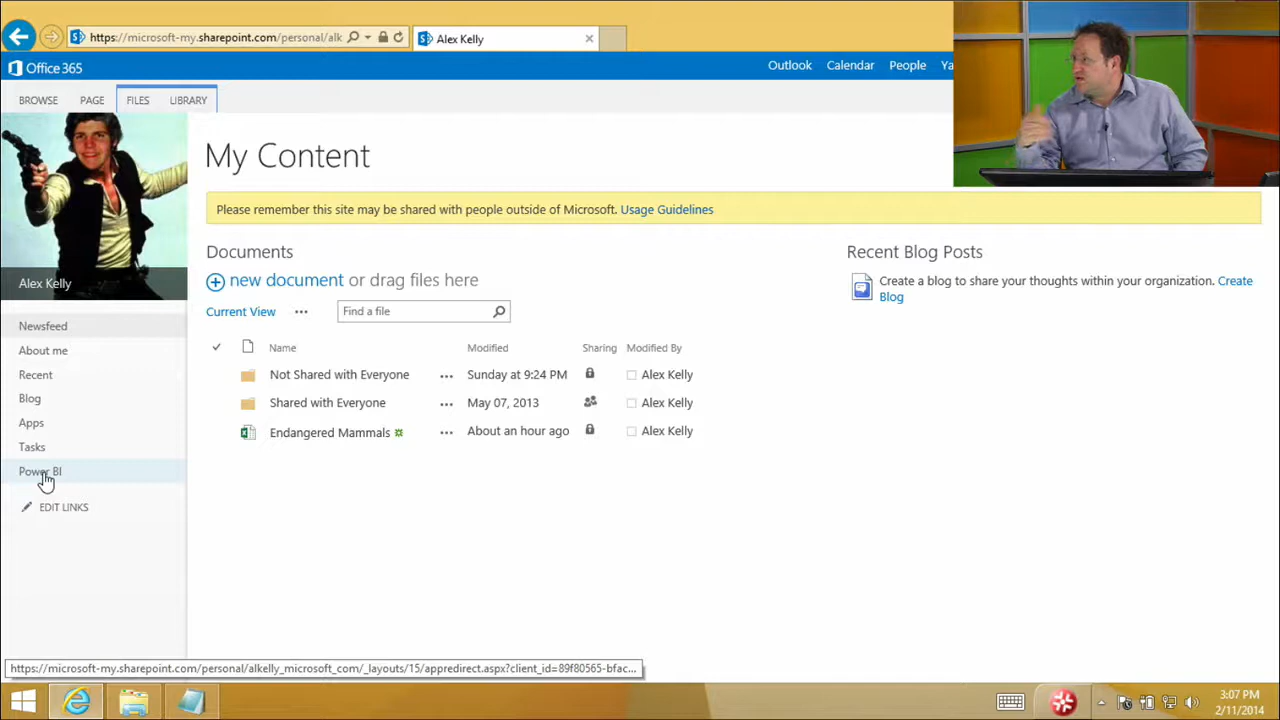 https://microsoft-my.sharepoint.com/personal/alk
Alex Kelly
Office 365
Outlook Calendar People Ya
BROWSE PAGE FILES LIBRARY
My Content
Please remember this site may be shared with people outside of Microsoft. Usage Guidelines
Alex Kelly
Newsfeed
About me
Recent
Blog
Apps
Tasks
Power BI
EDIT LINKS
Documents
new document or drag files here
Current View ... Find a file
Name Modified Sharing Modified By
Not Shared with Everyone ... Sunday at 9:24 PM Alex Kelly
Shared with Everyone ... May 07, 2013 Alex Kelly
Endangered Mammals ... About an hour ago Alex Kelly
Recent Blog Posts
Create a blog to share your thoughts within your organization. Create
Blog
https://microsoft-my.sharepoint.com/personal/alkelly_microsoft_com/_layouts/15/appredirect.aspx?client_id=89f80565-bfac...
3:07 PM
2/11/2014